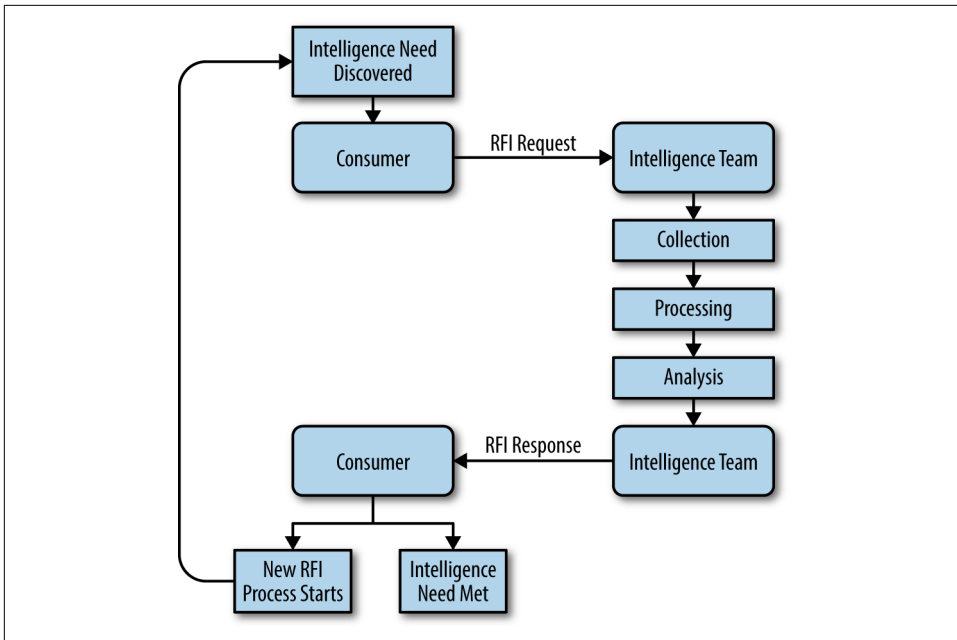 Intelligence Need
Discovered
Consumer
RFI Request
Intelligence Team
Collection
Processing
Analysis
Intelligence Team
RFI Response
Consumer
New RFI
Process Starts
Intelligence
Need Met